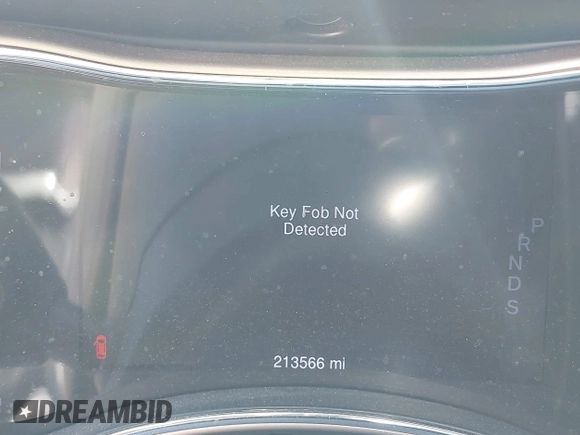 Key Fob Not
Detected
P
R
N
D
S
213566 mi
DREAMBID